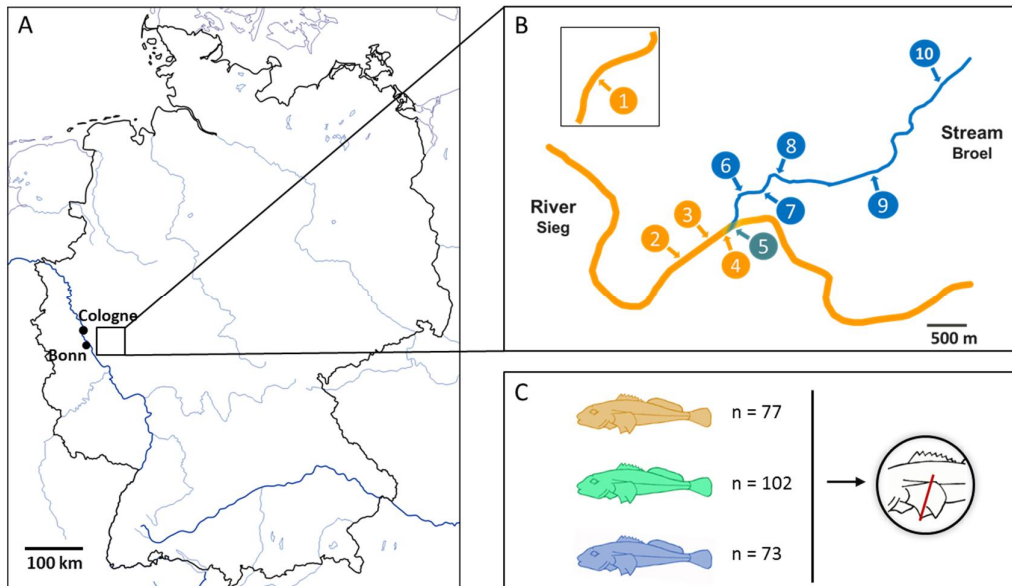 A
Cologne
Bonn
100 km
B
1
10
Stream
Broel
8
6
7
9
River
Sieg
3
2
4
5
500 m
C
n = 77
n = 102
n = 73